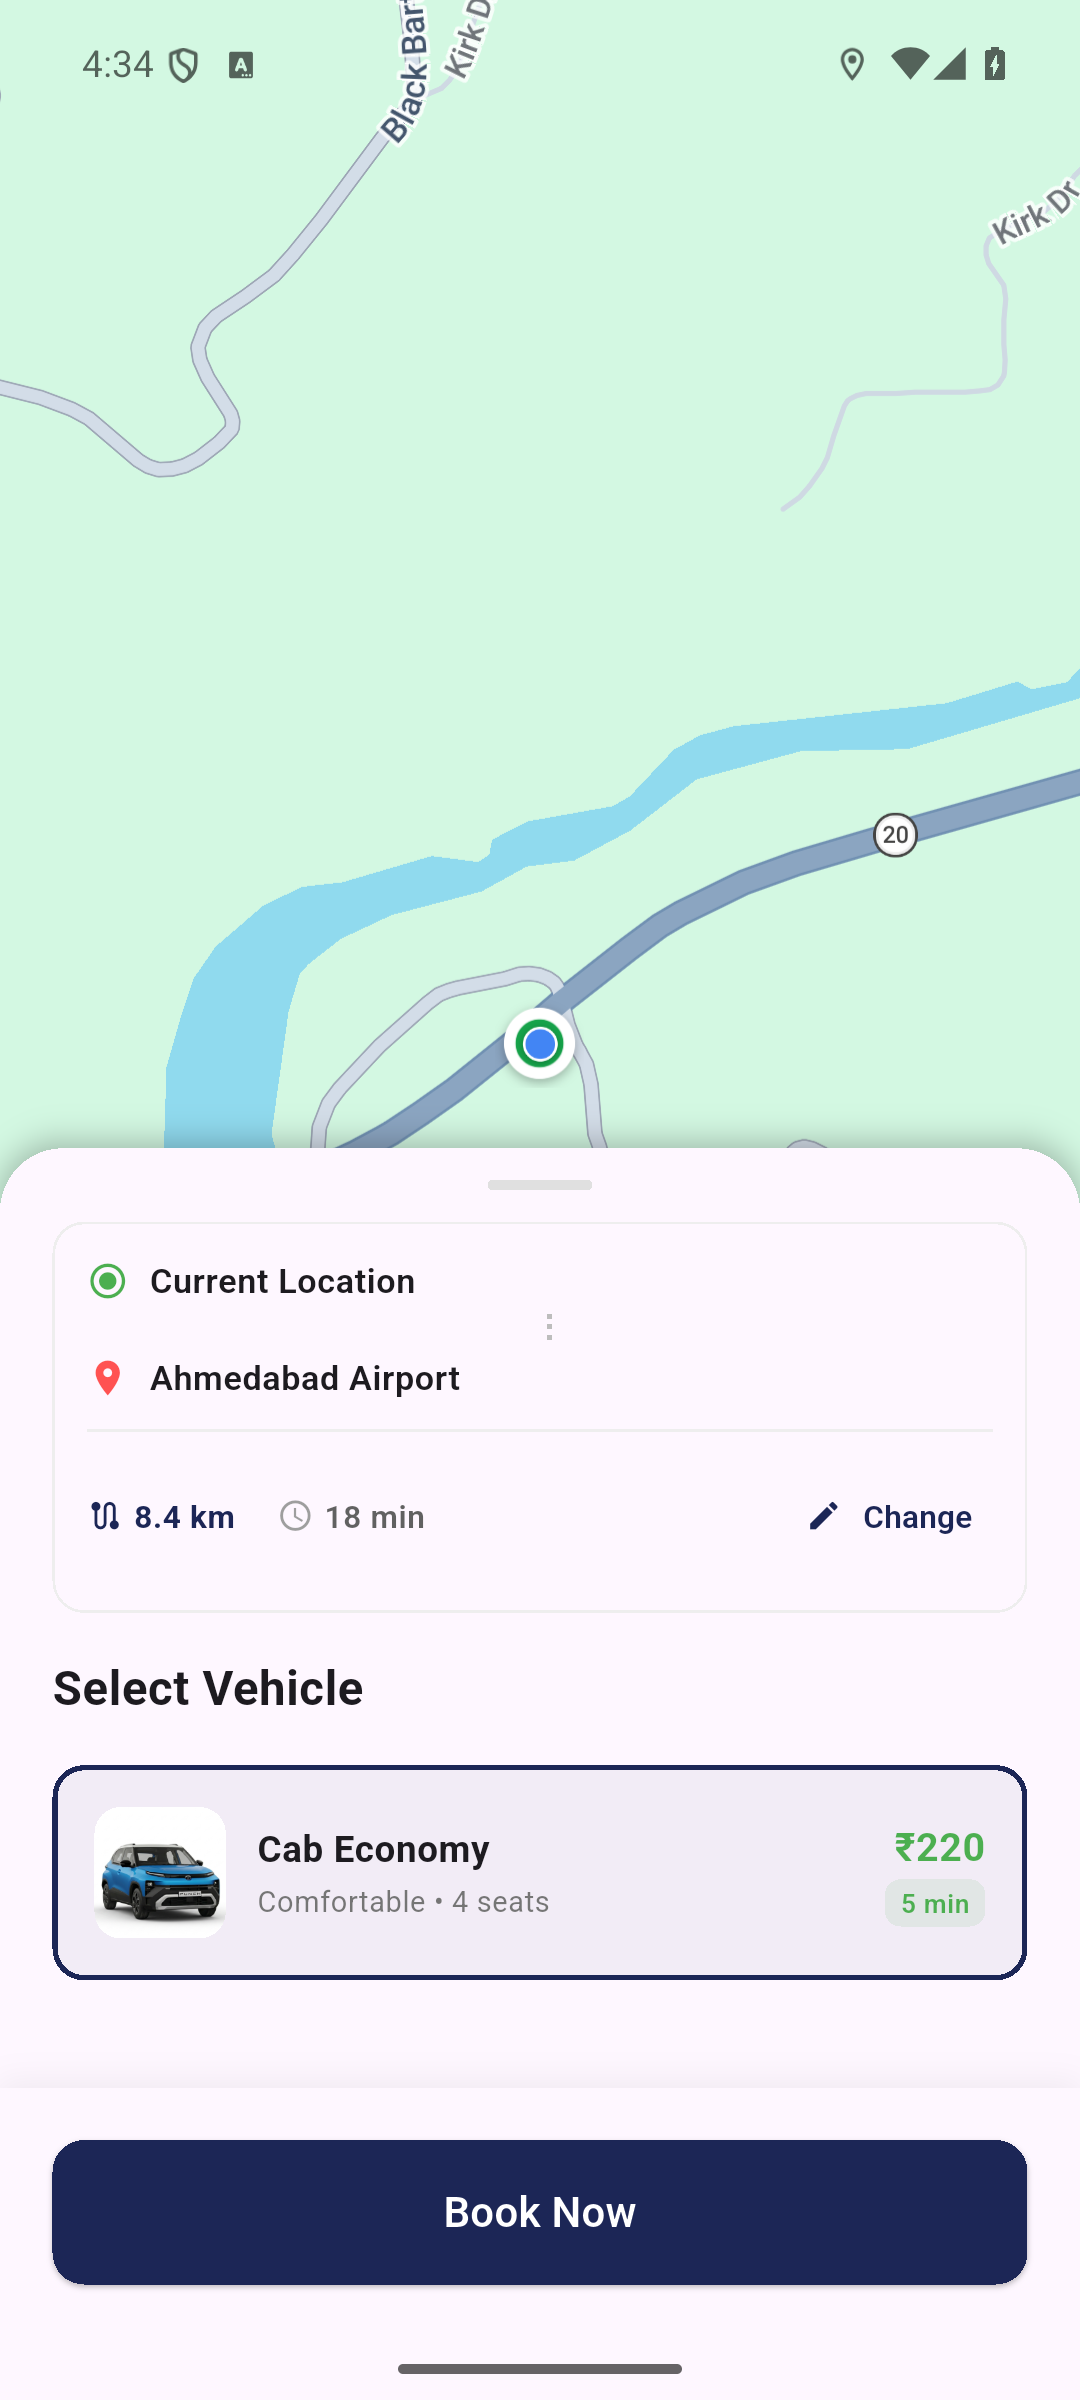 4:34
Black Bar
Kirk D
Kirk Dr
20
Current Location
Ahmedabad Airport
8.4 km
18 min
Change
Select Vehicle
Cab Economy
₹220
Comfortable • 4 seats
5 min
Book Now